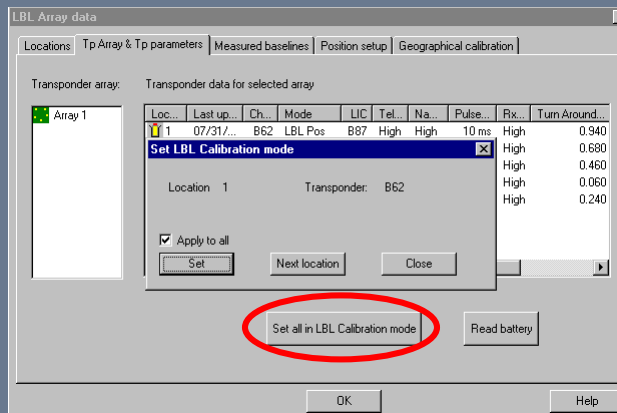 LBL Array data
Locations Tp Array & Tp parameters Measured baselines Position setup Geographical calibration
Transponder array: Transponder data for selected array
Array 1
Loc... Last up... Ch... Mode LIC Tel... Na... Pulse... Rx... Turn Around...
1 07/31/... B62 LBL Pos B87 High High 10 ms High 0.940
High 0.680
High 0.460
High 0.060
High 0.240
Set LBL Calibration mode
Location 1 Transponder: B62
Apply to all
Set Next location Close
Set all in LBL Calibration mode Read battery
OK Help